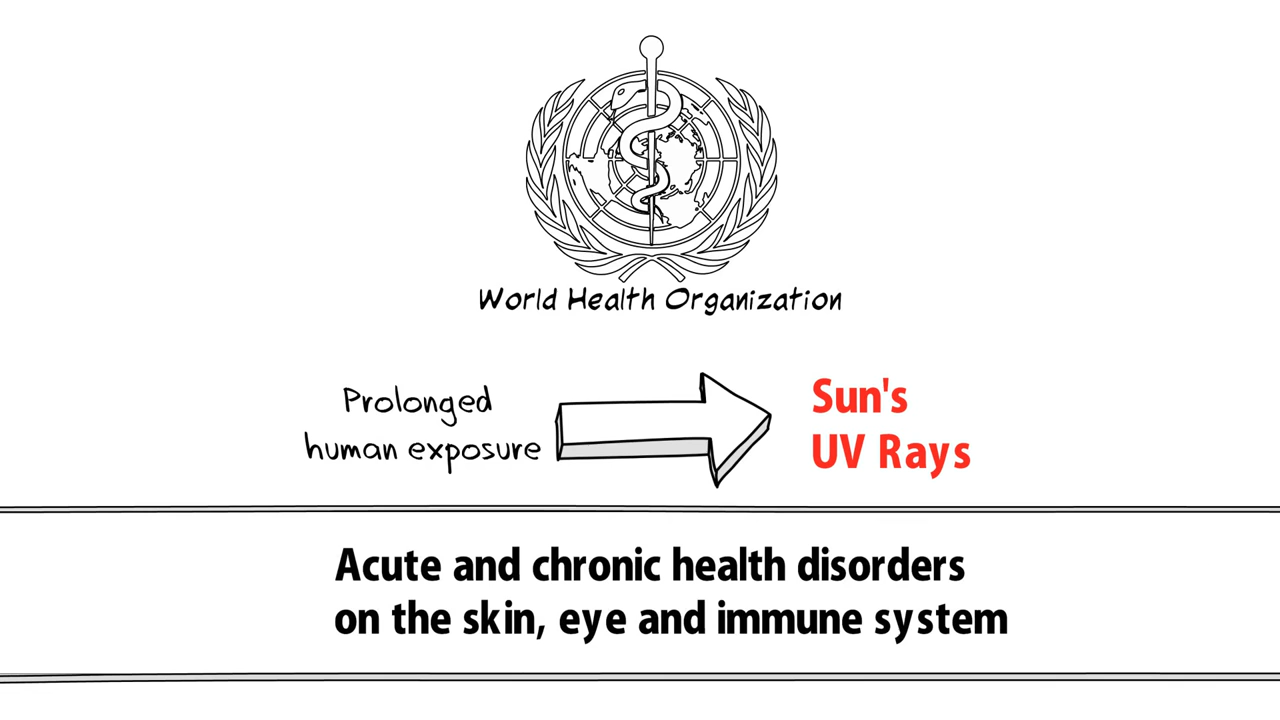 World Health Organization
Prolonged
human exposure
Sun's
UV Rays
Acute and chronic health disorders
on the skin, eye and immune system